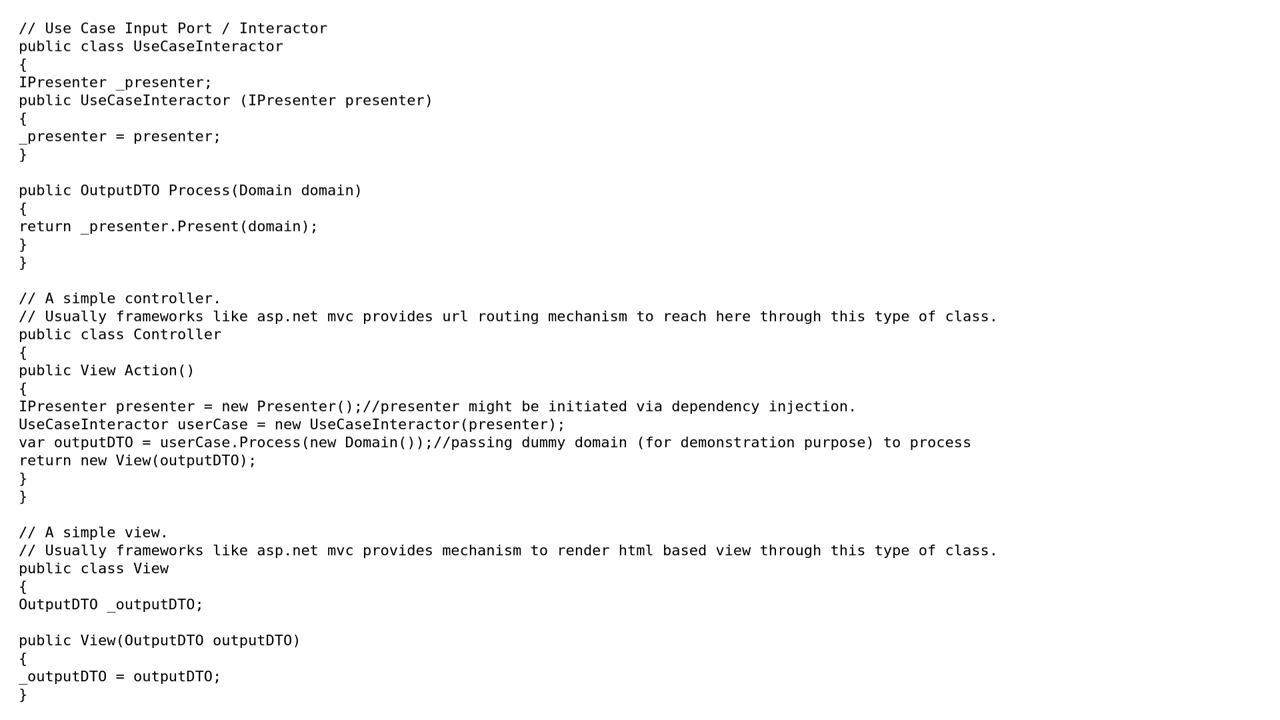 // Use Case Input Port / Interactor
public class UseCaseInteractor
{
IPresenter _presenter;
public UseCaseInteractor (IPresenter presenter)
{
_presenter = presenter;
}

public OutputDTO Process(Domain domain)
{
return _presenter.Present(domain);
}
}

// A simple controller.
// Usually frameworks like asp.net mvc provides url routing mechanism to reach here through this type of class.
public class Controller
{
public View Action()
{
IPresenter presenter = new Presenter();//presenter might be initiated via dependency injection.
UseCaseInteractor userCase = new UseCaseInteractor(presenter);
var outputDTO = userCase.Process(new Domain());//passing dummy domain (for demonstration purpose) to process
return new View(outputDTO);
}
}

// A simple view.
// Usually frameworks like asp.net mvc provides mechanism to render html based view through this type of class.
public class View
{
OutputDTO _outputDTO;

public View(OutputDTO outputDTO)
{
_outputDTO = outputDTO;
}